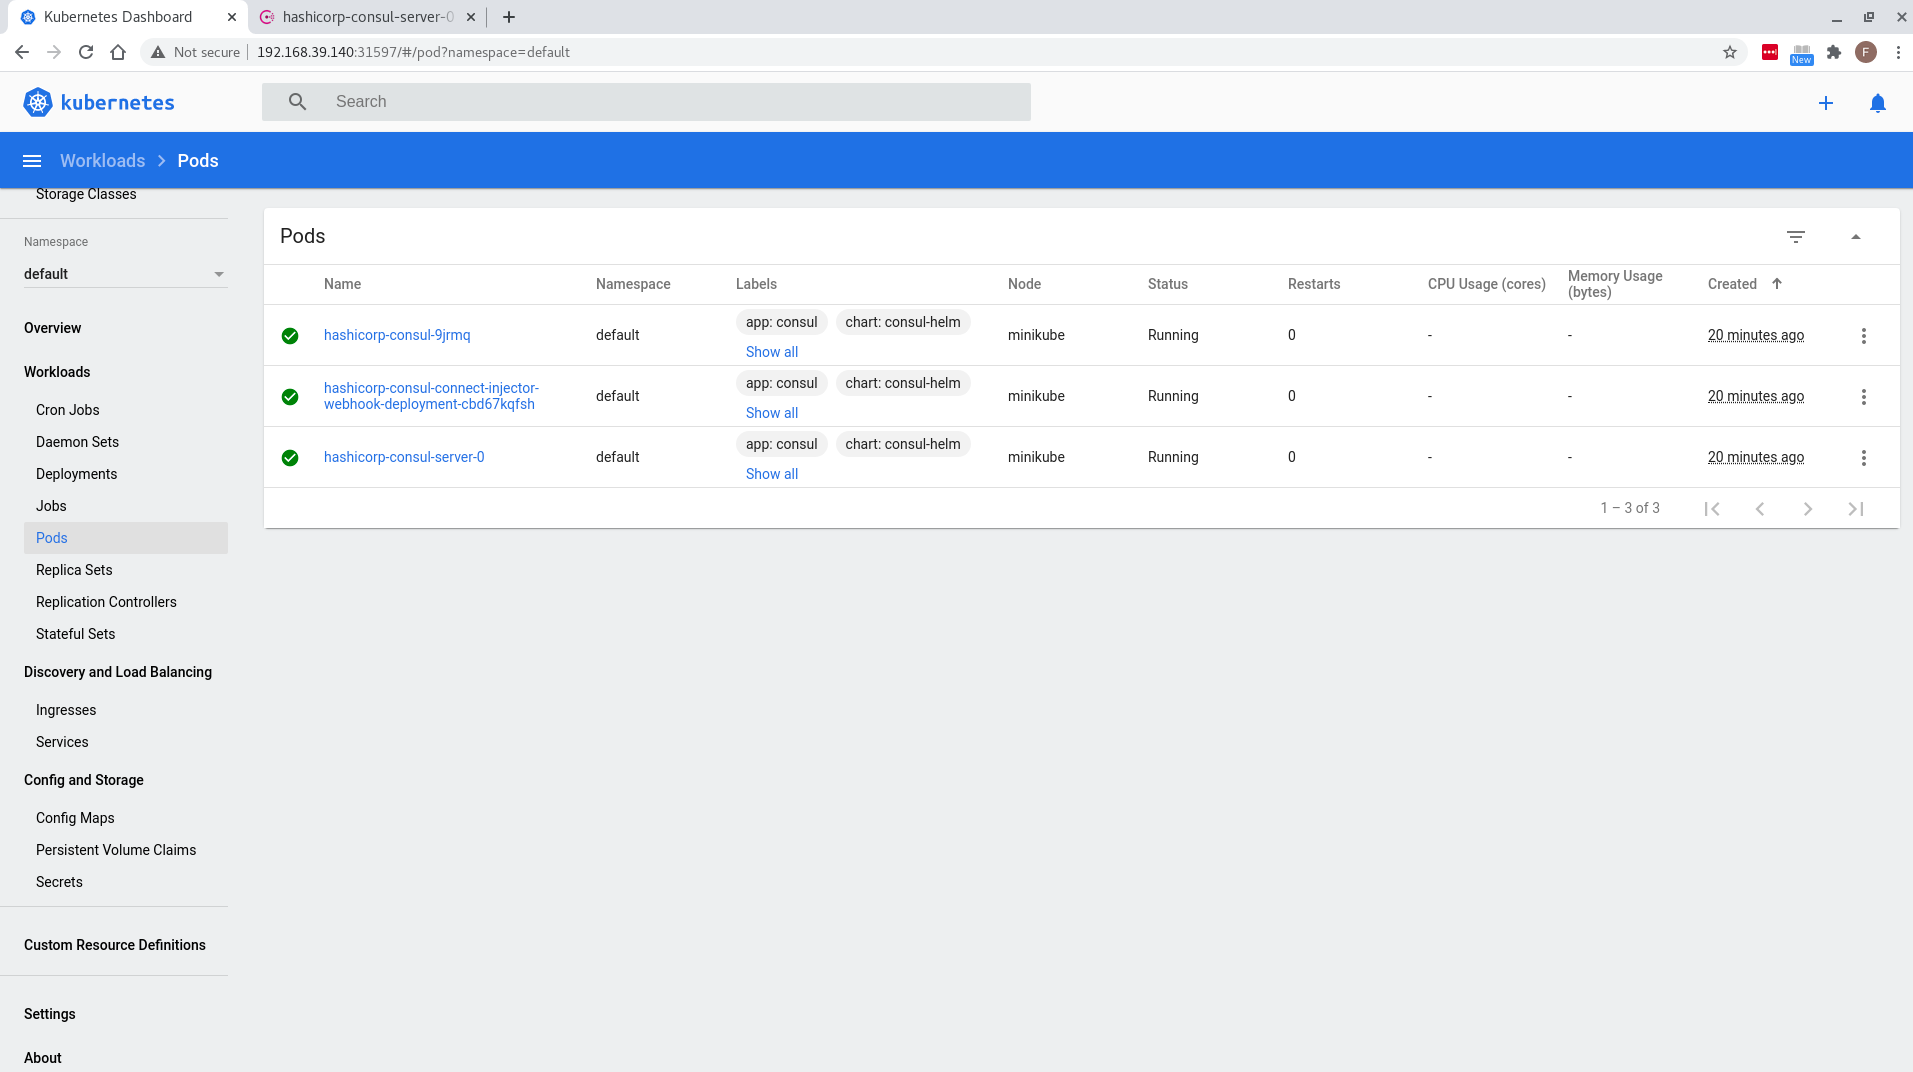 Kubernetes Dashboard
hashicorp-consul-server-0
Not secure
192.168.39.140:31597/#/pod?namespace=default
New
F
kubernetes
Search
Workloads
Pods
Storage Classes
Namespace
default
Overview
Workloads
Cron Jobs
Daemon Sets
Deployments
Jobs
Pods
Replica Sets
Replication Controllers
Stateful Sets
Discovery and Load Balancing
Ingresses
Services
Config and Storage
Config Maps
Persistent Volume Claims
Secrets
Custom Resource Definitions
Settings
About
Pods
Name Namespace Labels Node Status Restarts CPU Usage (cores) Memory Usage (bytes) Created
hashicorp-consul-9jrmq default app: consul chart: consul-helm minikube Running 0 - - 20 minutes ago
Show all
hashicorp-consul-connect-injector-
webhook-deployment-cbd67kqfsh default app: consul chart: consul-helm minikube Running 0 - - 20 minutes ago
Show all
hashicorp-consul-server-0 default app: consul chart: consul-helm minikube Running 0 - - 20 minutes ago
Show all
1 – 3 of 3